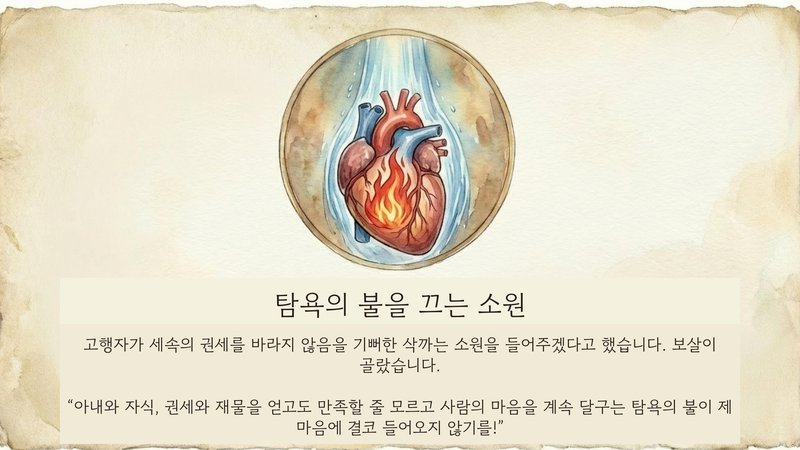 탐욕의 불을 끄는 소원
고행자가 세속의 권세를 바라지 않음을 기뻐한 삭까는 소원을 들어주겠다고 했습니다. 보살이
골랐습니다.
“아내와 자식, 권세와 재물을 얻고도 만족할 줄 모르고 사람의 마음을 계속 달구는 탐욕의 불이 제
마음에 결코 들어오지 않기를!”